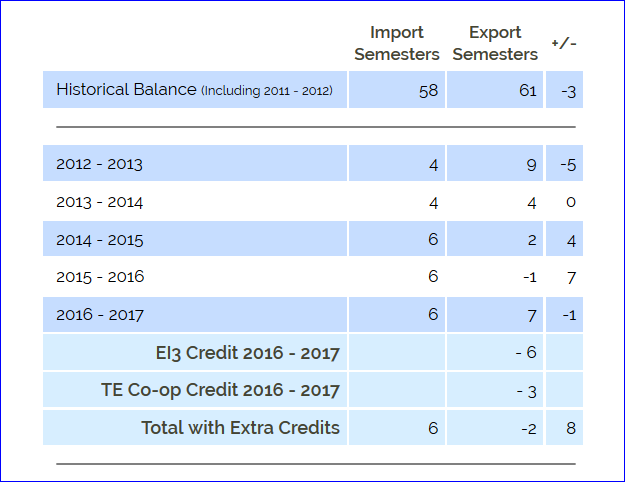 Import Semesters Export Semesters +/-
Historical Balance (Including 2011 - 2012) 58 61 -3
2012 - 2013 4 9 -5
2013 - 2014 4 4 0
2014 - 2015 6 2 4
2015 - 2016 6 -1 7
2016 - 2017 6 7 -1
EI3 Credit 2016 - 2017 - 6
TE Co-op Credit 2016 - 2017 - 3
Total with Extra Credits 6 -2 8